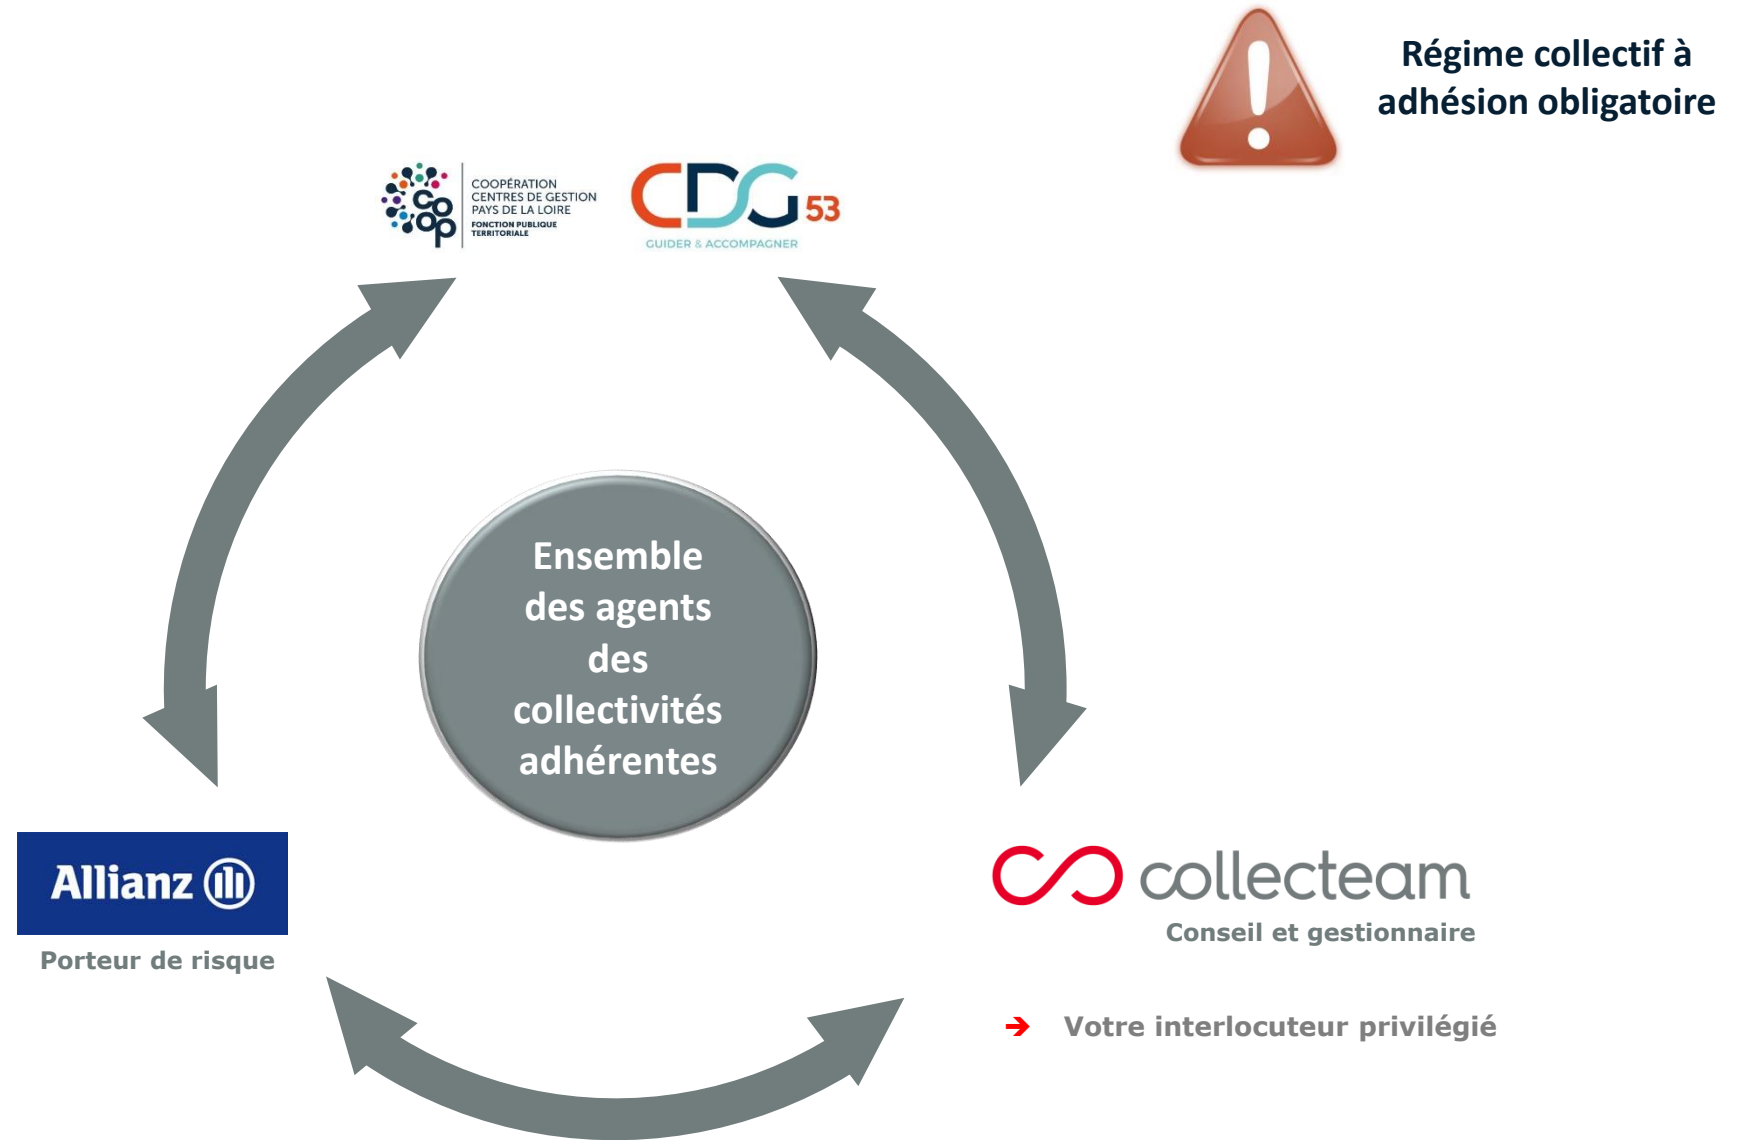 Régime collectif à
adhésion obligatoire
coop
COOPÉRATION
CENTRES DE GESTION
PAYS DE LA LOIRE
FONCTION PUBLIQUE
TERRITORIALE
CDG 53
GUIDER & ACCOMPAGNER
Ensemble
des agents
des
collectivités
adhérentes
Allianz
Porteur de risque
collecteam
Conseil et gestionnaire
➔ Votre interlocuteur privilégié